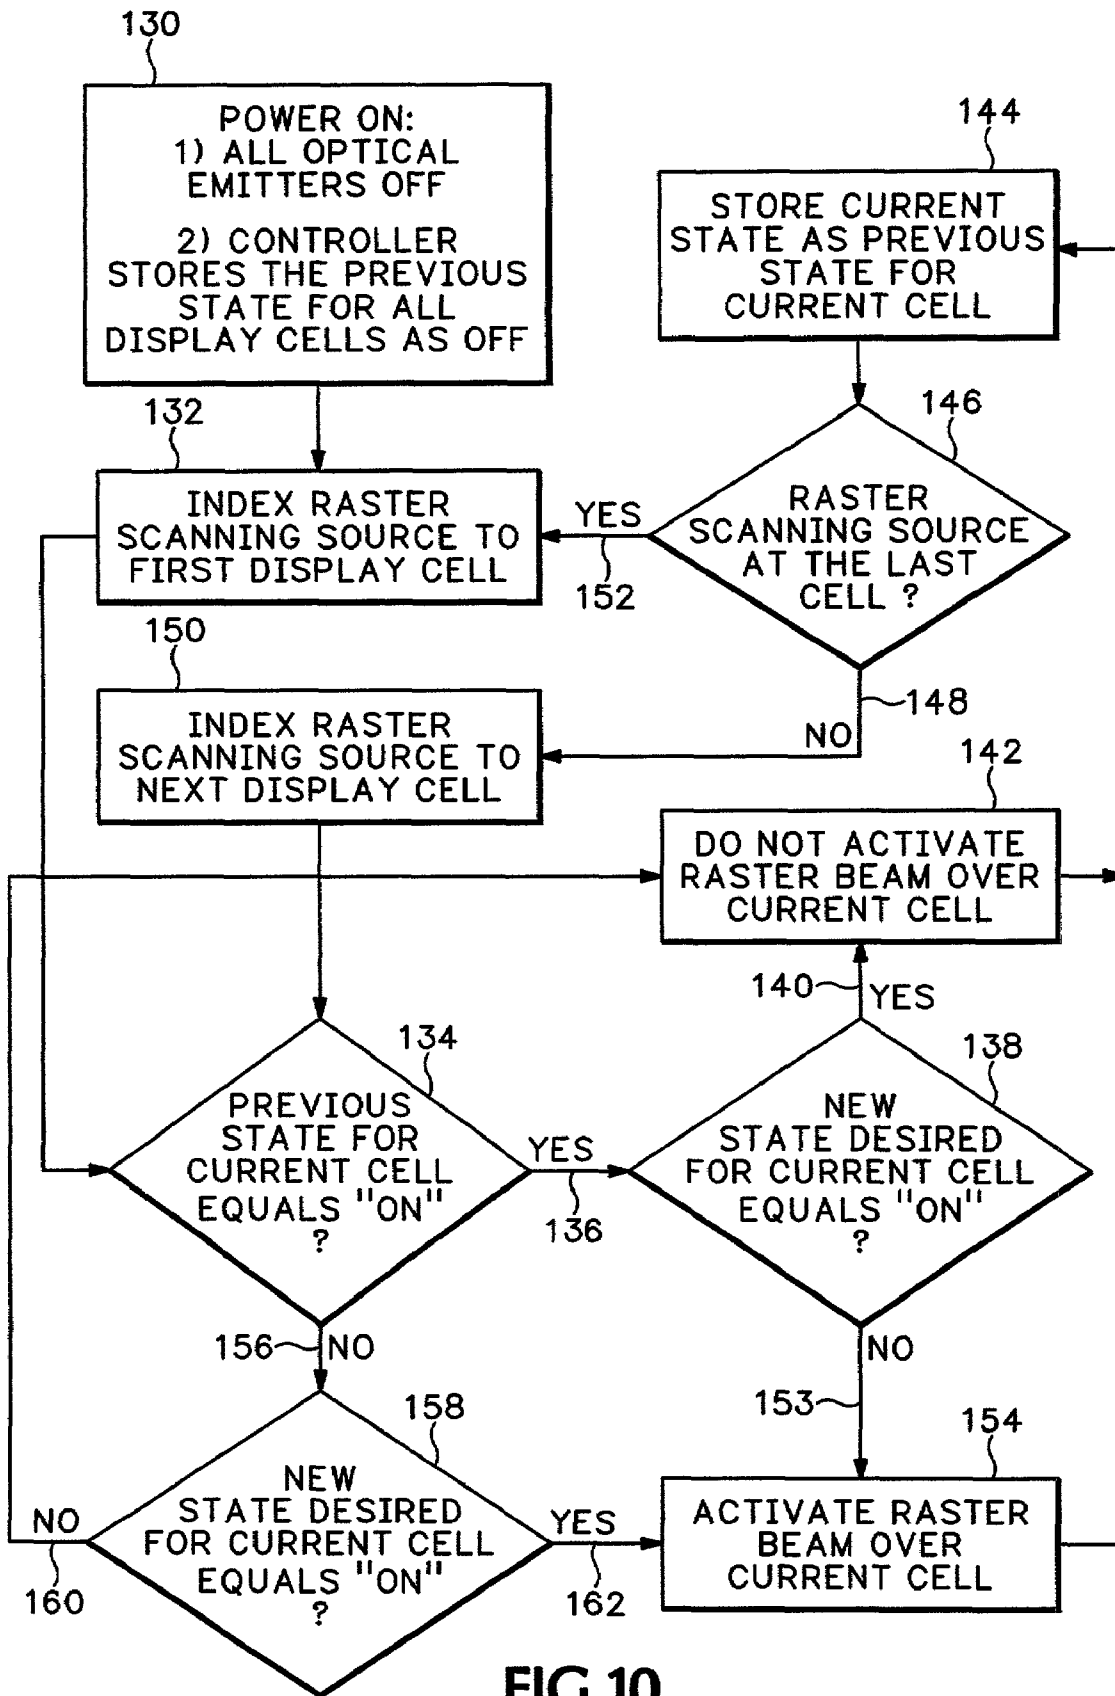 130
POWER ON:
1) ALL OPTICAL
EMITTERS OFF
2) CONTROLLER
STORES THE PREVIOUS
STATE FOR ALL
DISPLAY CELLS AS OFF
144
STORE CURRENT
STATE AS PREVIOUS
STATE FOR
CURRENT CELL
132
INDEX RASTER
SCANNING SOURCE TO
FIRST DISPLAY CELL
YES
152
146
RASTER
SCANNING SOURCE
AT THE LAST
CELL ?
150
INDEX RASTER
SCANNING SOURCE TO
NEXT DISPLAY CELL
148
NO
142
DO NOT ACTIVATE
RASTER BEAM OVER
CURRENT CELL
140
YES
134
PREVIOUS
STATE FOR
CURRENT CELL
EQUALS "ON"
?
YES
136
138
NEW
STATE DESIRED
FOR CURRENT CELL
EQUALS "ON"
?
156
NO
NO
153
158
NEW
STATE DESIRED
FOR CURRENT CELL
EQUALS "ON"
?
NO
160
YES
162
154
ACTIVATE RASTER
BEAM OVER
CURRENT CELL
FIG.10